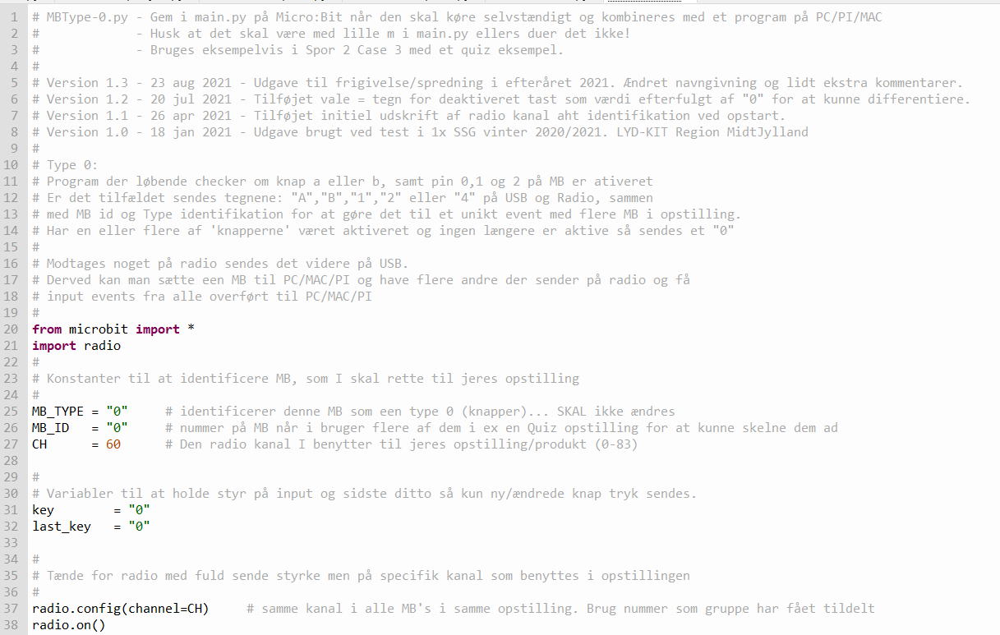 1 # MBType-0.py - Gem i main.py på Micro:Bit når den skal køre selvstændigt og kombineres med et program på PC/PI/MAC
2 #             - Husk at det skal være med lille m i main.py ellers duer det ikke!
3 #             - Bruges eksempelvis i Spor 2 Case 3 med et quiz eksempel.
4 #
5 # Version 1.3 - 23 aug 2021 - Udgave til frigivelse/spredning i efteråret 2021. Ændret navngivning og lidt ekstra kommentarer.
6 # Version 1.2 - 20 jul 2021 - Tilføjet vale = tegn for deaktiveret tast som værdi efterfulgt af "0" for at kunne differentiere.
7 # Version 1.1 - 26 apr 2021 - Tilføjet initiel udskrift af radio kanal aht identifikation ved opstart.
8 # Version 1.0 - 18 jan 2021 - Udgave brugt ved test i 1x SSG vinter 2020/2021. LYD-KIT Region MidtJylland
9 #
10 # Type 0:
11 # Program der løbende checker om knap a eller b, samt pin 0,1 og 2 på MB er ativeret
12 # Er det tilfældet sendes tegnene: "A","B","1","2" eller "4" på USB og Radio, sammen
13 # med MB id og Type identifikation for at gøre det til et unikt event med flere MB i opstilling.
14 # Har en eller flere af 'knapperne' været aktiveret og ingen længere er aktive så sendes et "0"
15 #
16 # Modtages noget på radio sendes det videre på USB.
17 # Derved kan man sætte een MB til PC/MAC/PI og have flere andre der sender på radio og få
18 # input events fra alle overført til PC/MAC/PI
19 #
20 from microbit import *
21 import radio
22 #
23 # Konstanter til at identificere MB, som I skal rette til jeres opstilling
24 #
25 MB_TYPE = "0"     # identificerer denne MB som een type 0 (knapper)... SKAL ikke ændres
26 MB_ID   = "0"     # nummer på MB når i bruger flere af dem i ex en Quiz opstilling for at kunne skelne dem ad
27 CH      = 60      # Den radio kanal I benytter til jeres opstilling/produkt (0-83)
28
29 #
30 # Variabler til at holde styr på input og sidste ditto så kun ny/ændrede knap tryk sendes.
31 key        = "0"
32 last_key   = "0"
33
34 #
35 # Tænde for radio med fuld sende styrke men på specifik kanal som benyttes i opstillingen
36 #
37 radio.config(channel=CH)     # samme kanal i alle MB's i samme opstilling. Brug nummer som gruppe har fået tildelt
38 radio.on()